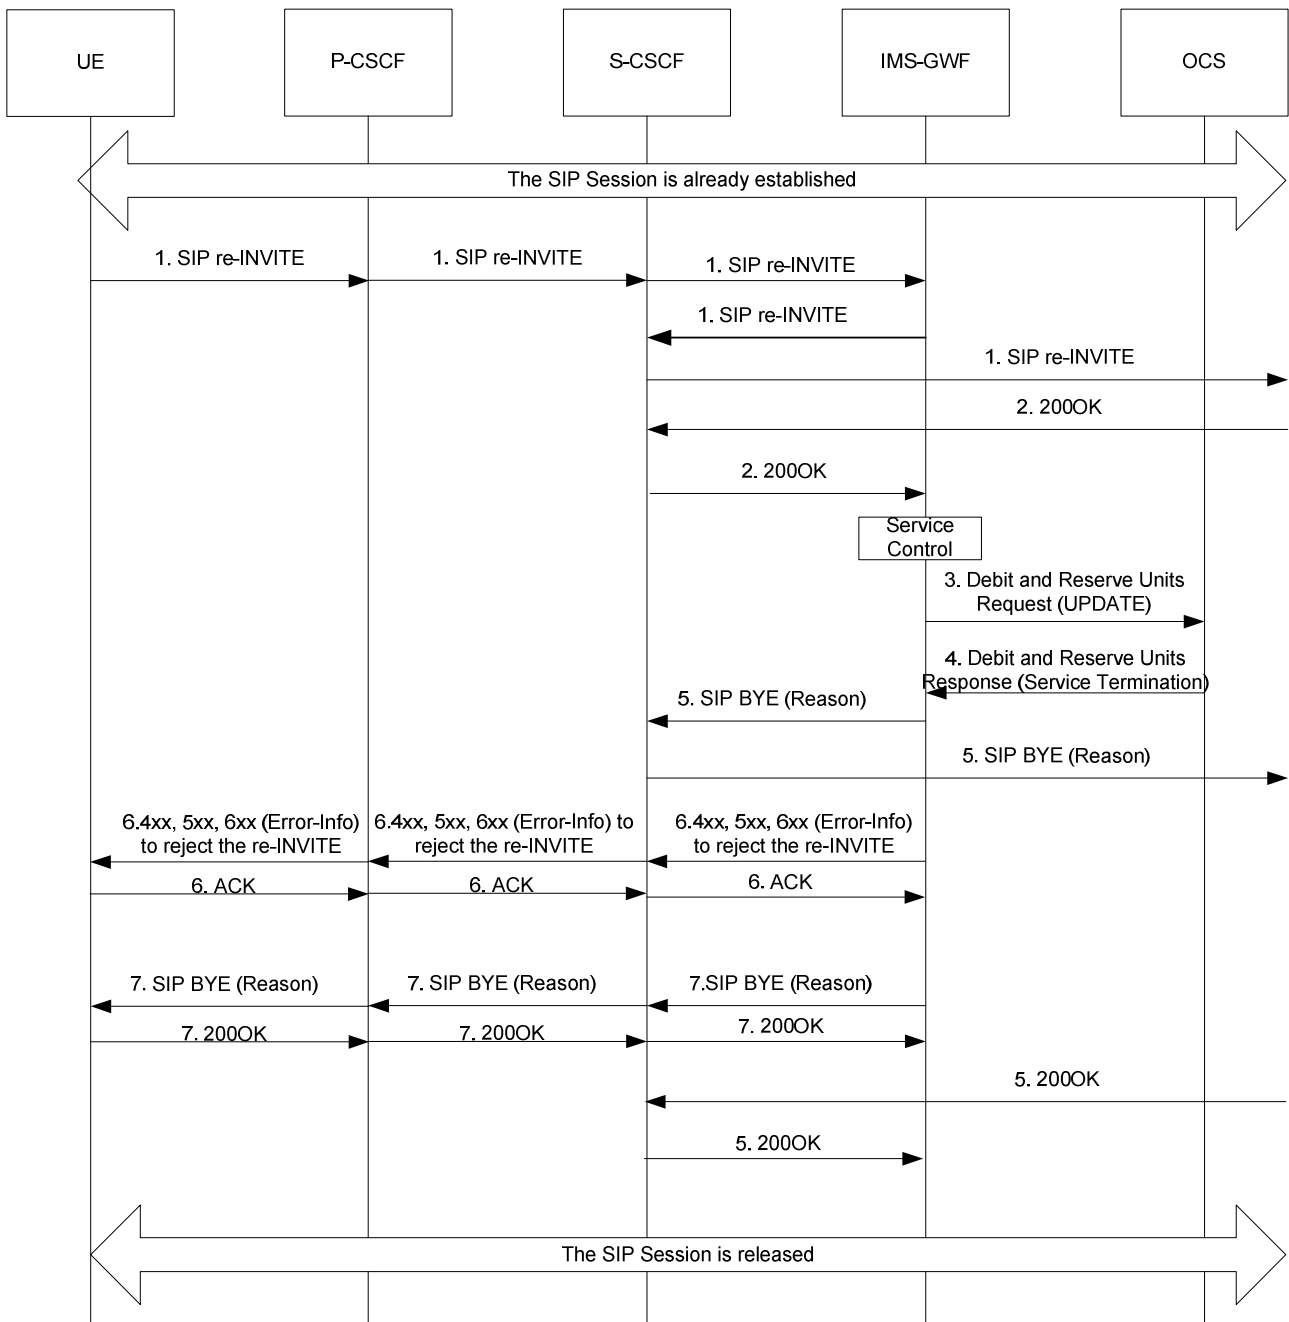 UE
P-CSCF
S-CSCF
IMS-GWF
OCS
The SIP Session is already established
1. SIP re-INVITE
1. SIP re-INVITE
1. SIP re-INVITE
1. SIP re-INVITE
1. SIP re-INVITE
2. 200OK
2. 200OK
Service
Control
3. Debit and Reserve Units
Request (UPDATE)
4. Debit and Reserve Units
Response (Service Termination)
5. SIP BYE (Reason)
5. SIP BYE (Reason)
6.4xx, 5xx, 6xx (Error-Info)
to reject the re-INVITE
6.4xx, 5xx, 6xx (Error-Info) to
reject the re-INVITE
6.4xx, 5xx, 6xx (Error-Info)
to reject the re-INVITE
6. ACK
6. ACK
6. ACK
7. SIP BYE (Reason)
7. SIP BYE (Reason)
7.SIP BYE (Reason)
7. 200OK
7. 200OK
7. 200OK
5. 200OK
5. 200OK
The SIP Session is released